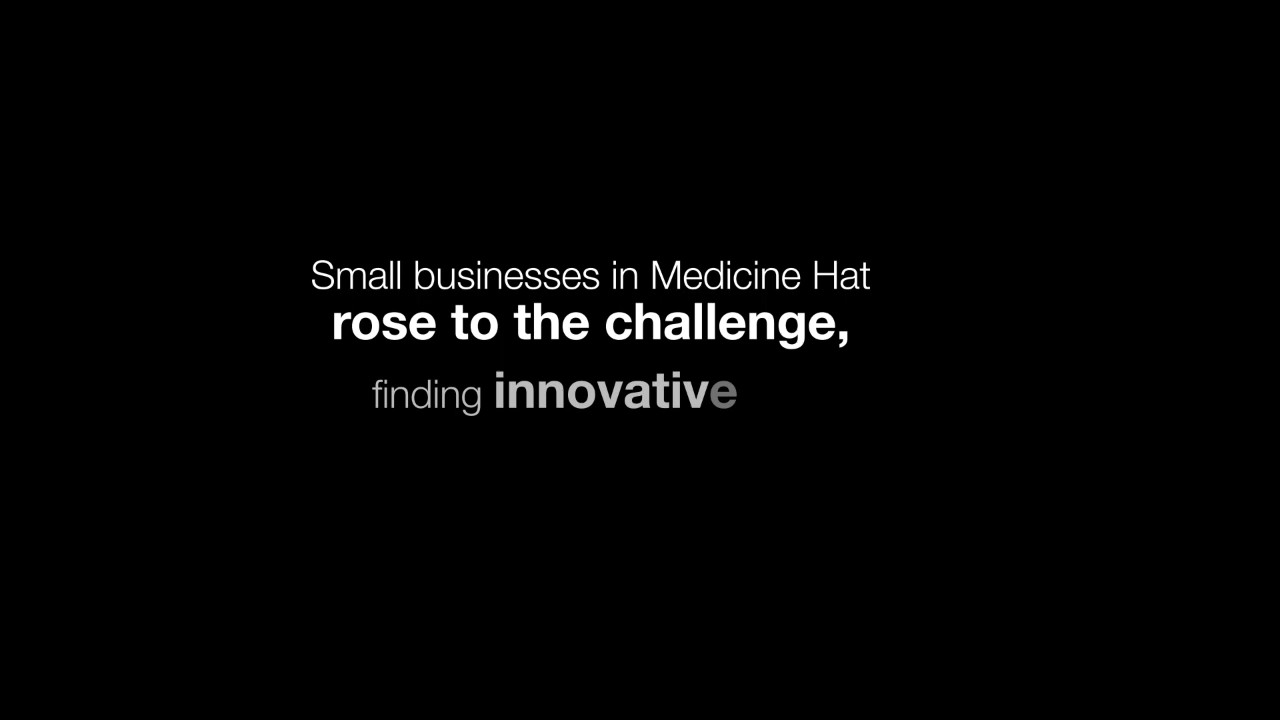 Small businesses in Medicine Hat
rose to the challenge,
finding innovative